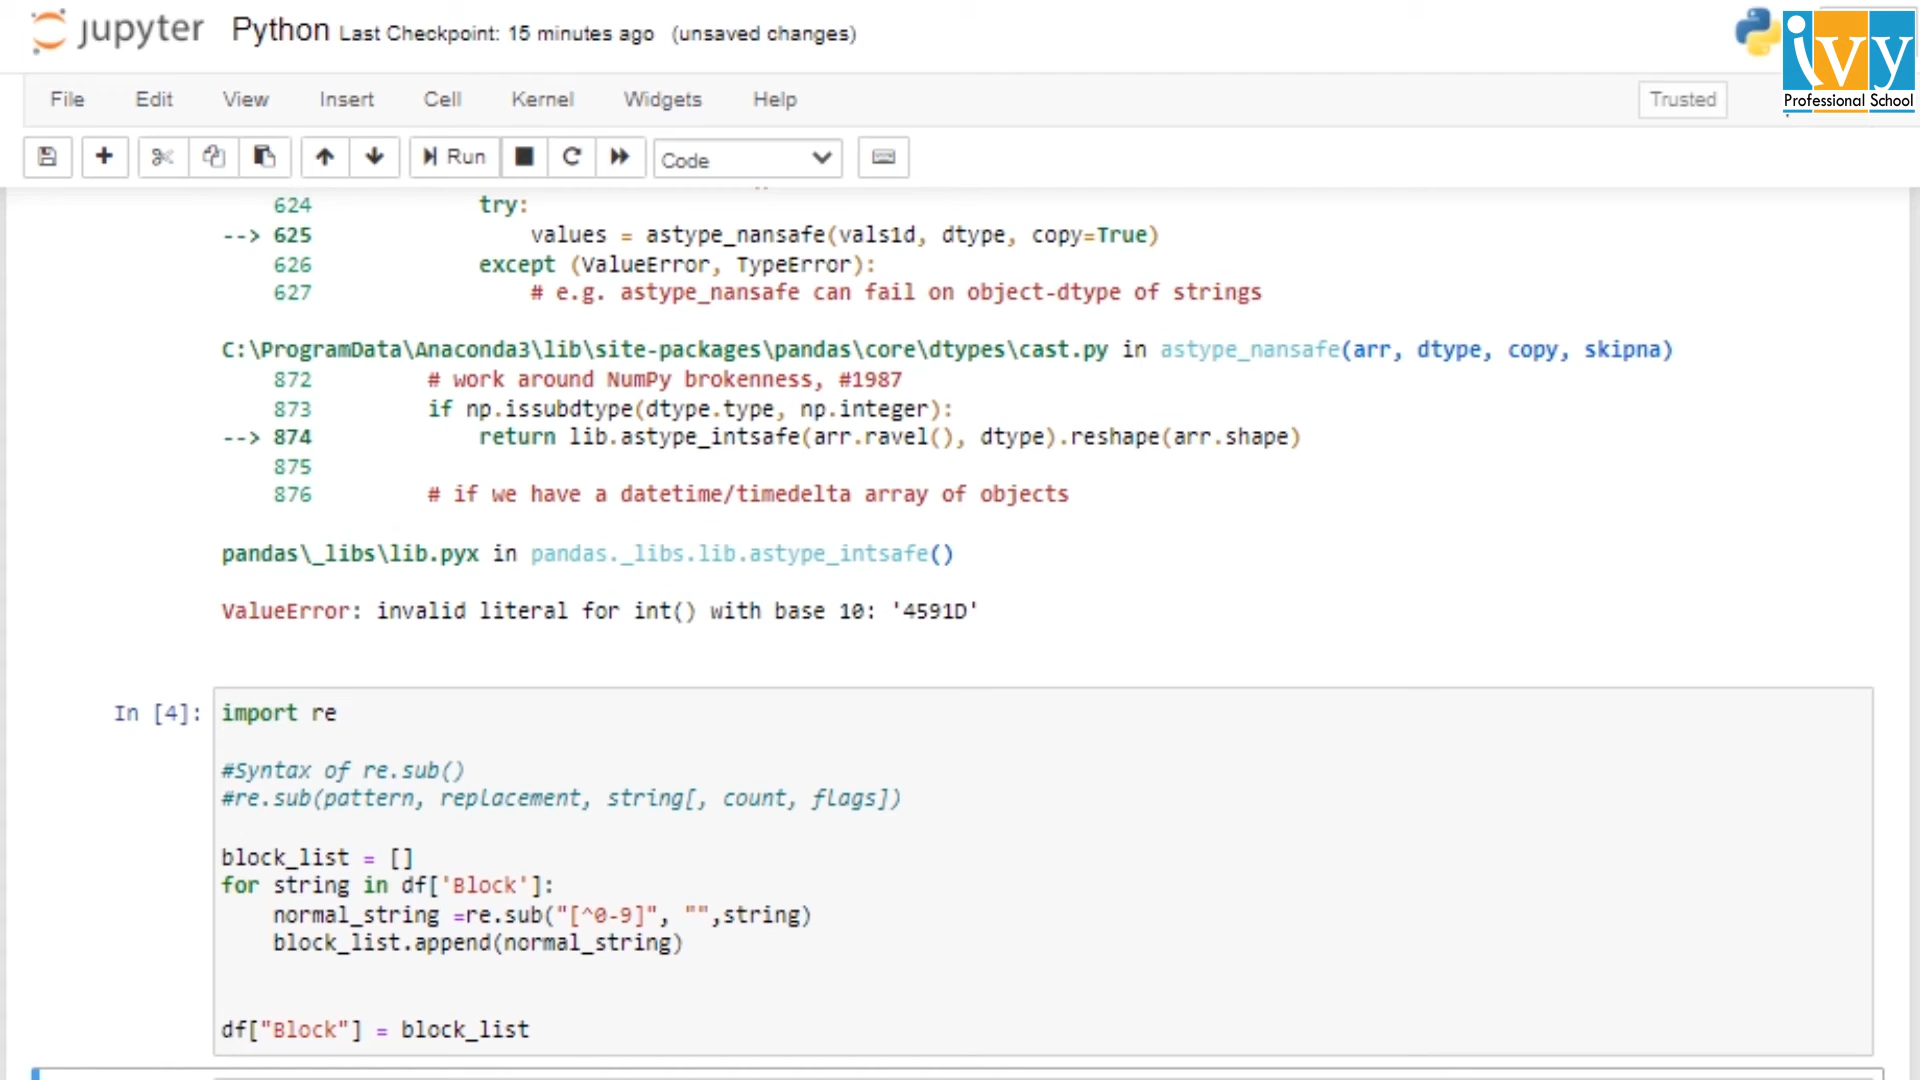 jupyter Python Last Checkpoint: 15 minutes ago (unsaved changes)
ivy
Professional School
File Edit View Insert Cell Kernel Widgets Help Trusted
Run Code
624 try:
--> 625 values = astype_nansafe(vals1d, dtype, copy=True)
626 except (ValueError, TypeError):
627 # e.g. astype_nansafe can fail on object-dtype of strings
C:\ProgramData\Anaconda3\lib\site-packages\pandas\core\dtypes\cast.py in astype_nansafe(arr, dtype, copy, skipna)
872 # work around NumPy brokenness, #1987
873 if np.issubdtype(dtype.type, np.integer):
--> 874 return lib.astype_intsafe(arr.ravel(), dtype).reshape(arr.shape)
875
876 # if we have a datetime/timedelta array of objects
pandas\_libs\lib.pyx in pandas._libs.lib.astype_intsafe()
ValueError: invalid literal for int() with base 10: '4591D'
In [4]: import re
#Syntax of re.sub()
#re.sub(pattern, replacement, string[, count, flags])
block_list = []
for string in df['Block']:
normal_string =re.sub("[^0-9]", "",string)
block_list.append(normal_string)
df["Block"] = block_list